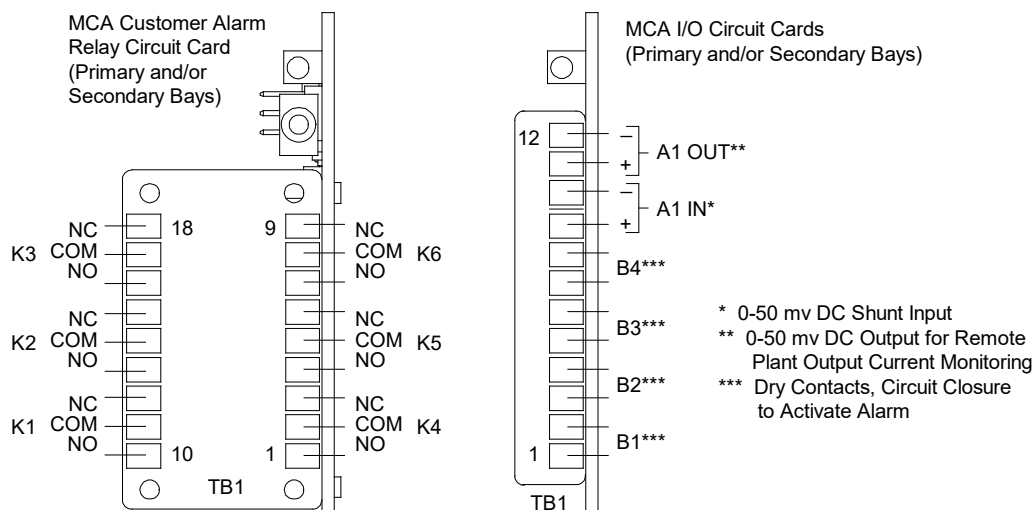 MCA Customer Alarm
Relay Circuit Card
(Primary and/or
Secondary Bays)
NC 18 9 NC
K3 COM COM K6
NO NO
NC NC
K2 COM COM K5
NO NO
NC NC
K1 COM COM K4
NO 10 1 NO
TB1
MCA I/O Circuit Cards
(Primary and/or Secondary Bays)
12 –
A1 OUT**
+
–
A1 IN*
+
B4***
B3***
B2***
B1***
1
TB1
* 0-50 mv DC Shunt Input
** 0-50 mv DC Output for Remote
Plant Output Current Monitoring
*** Dry Contacts, Circuit Closure
to Activate Alarm